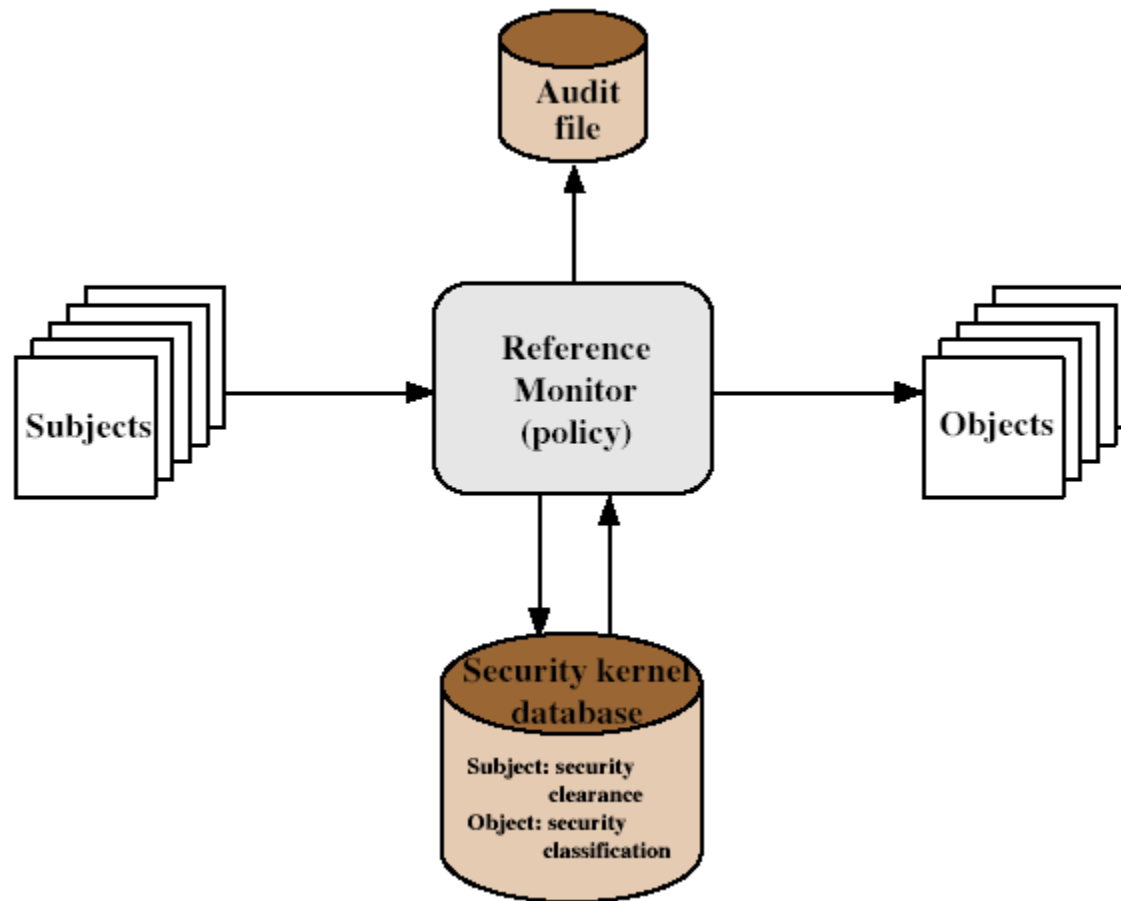 Audit
file
Reference
Monitor
(policy)
Subjects
Objects
Security kernel
database
Subject: security
clearance
Object: security
classification